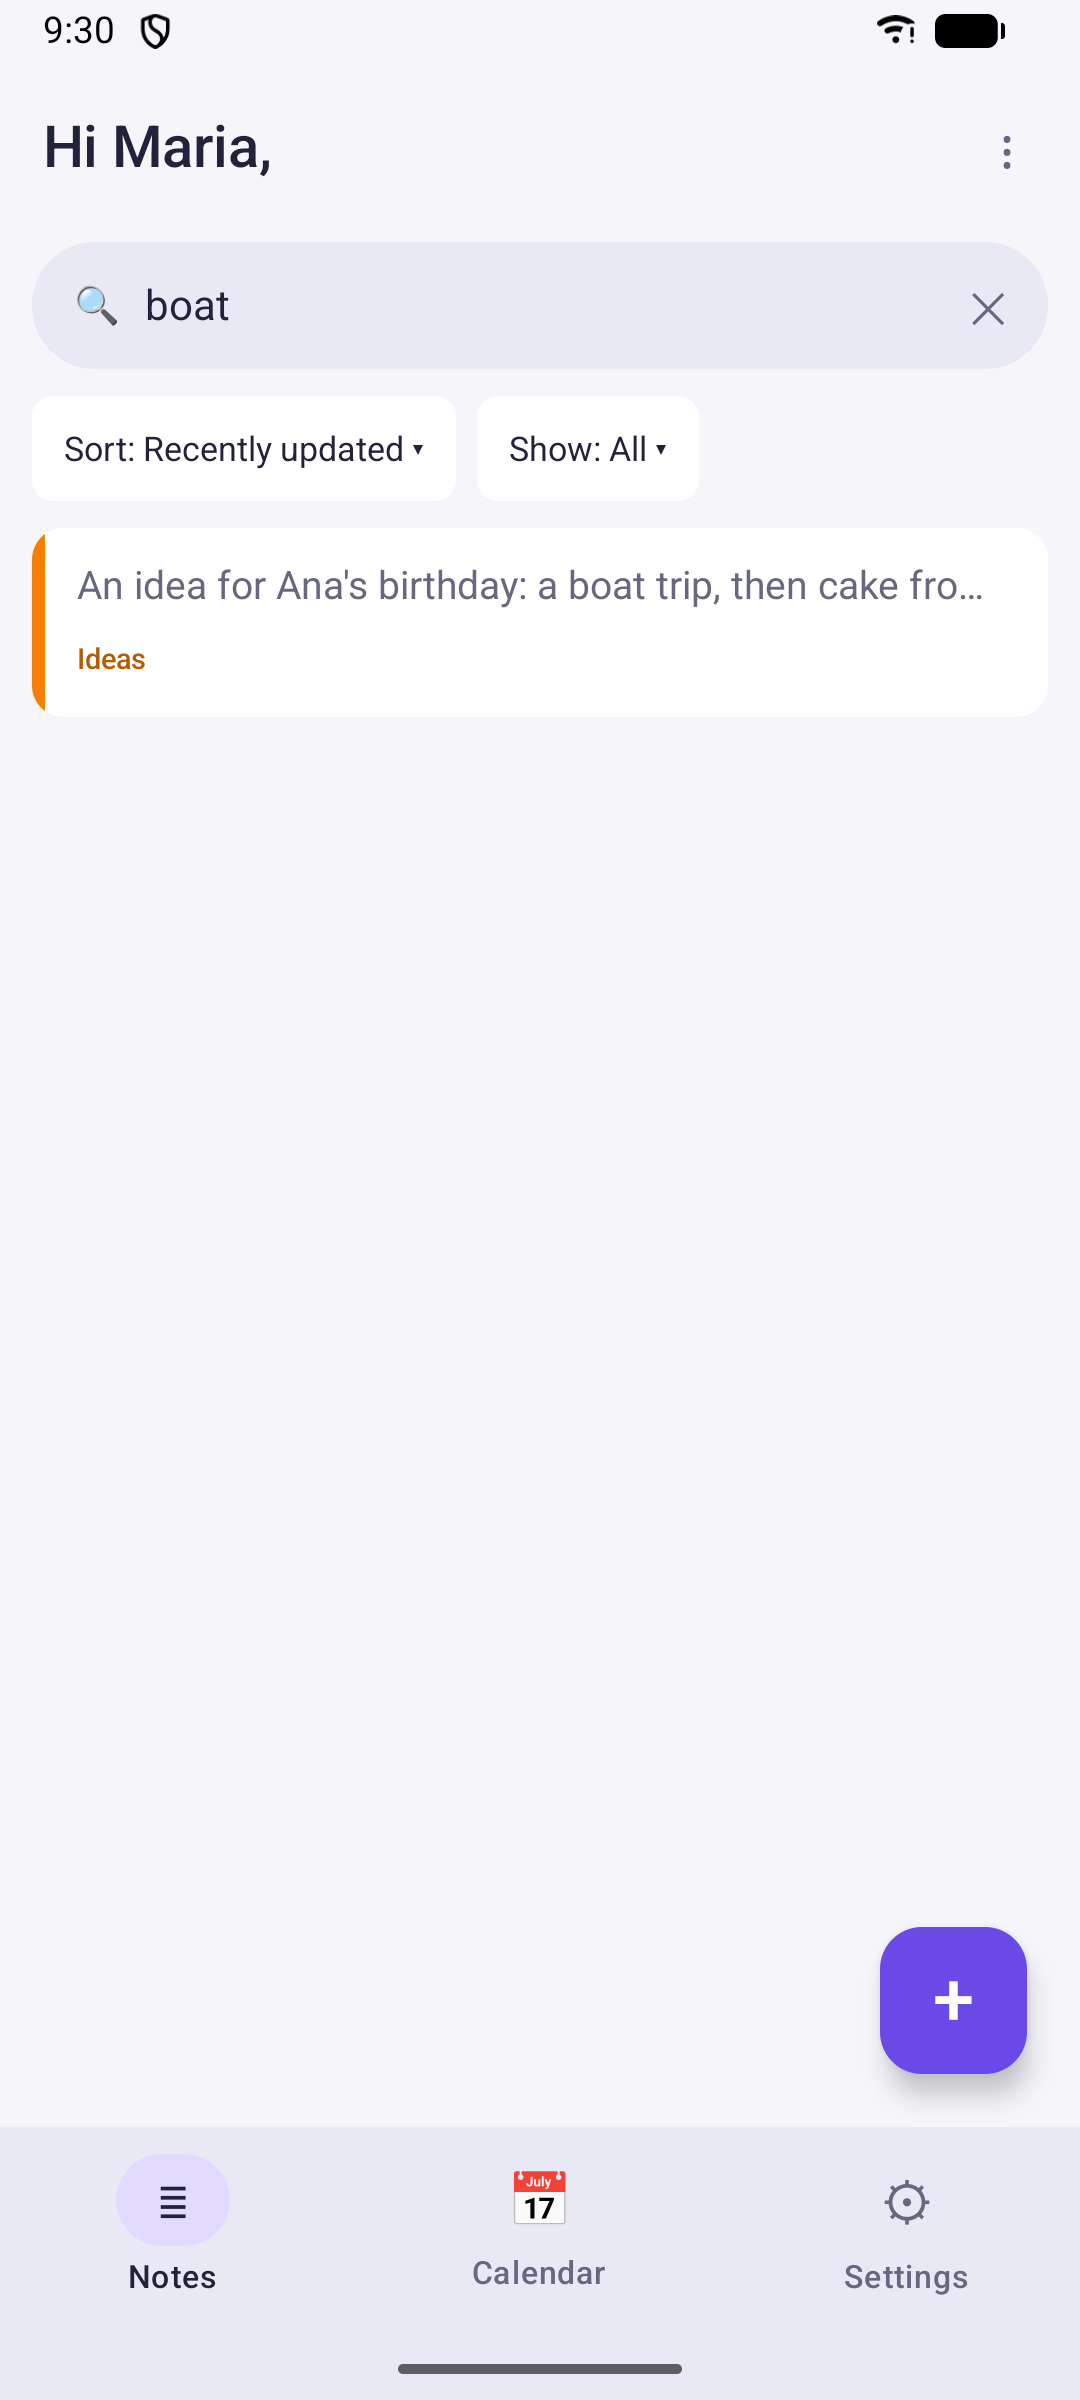 9:30
Hi Maria,
boat
Sort: Recently updated ▾
Show: All ▾
An idea for Ana's birthday: a boat trip, then cake fro…
Ideas
+
July
17
Notes
Calendar
Settings